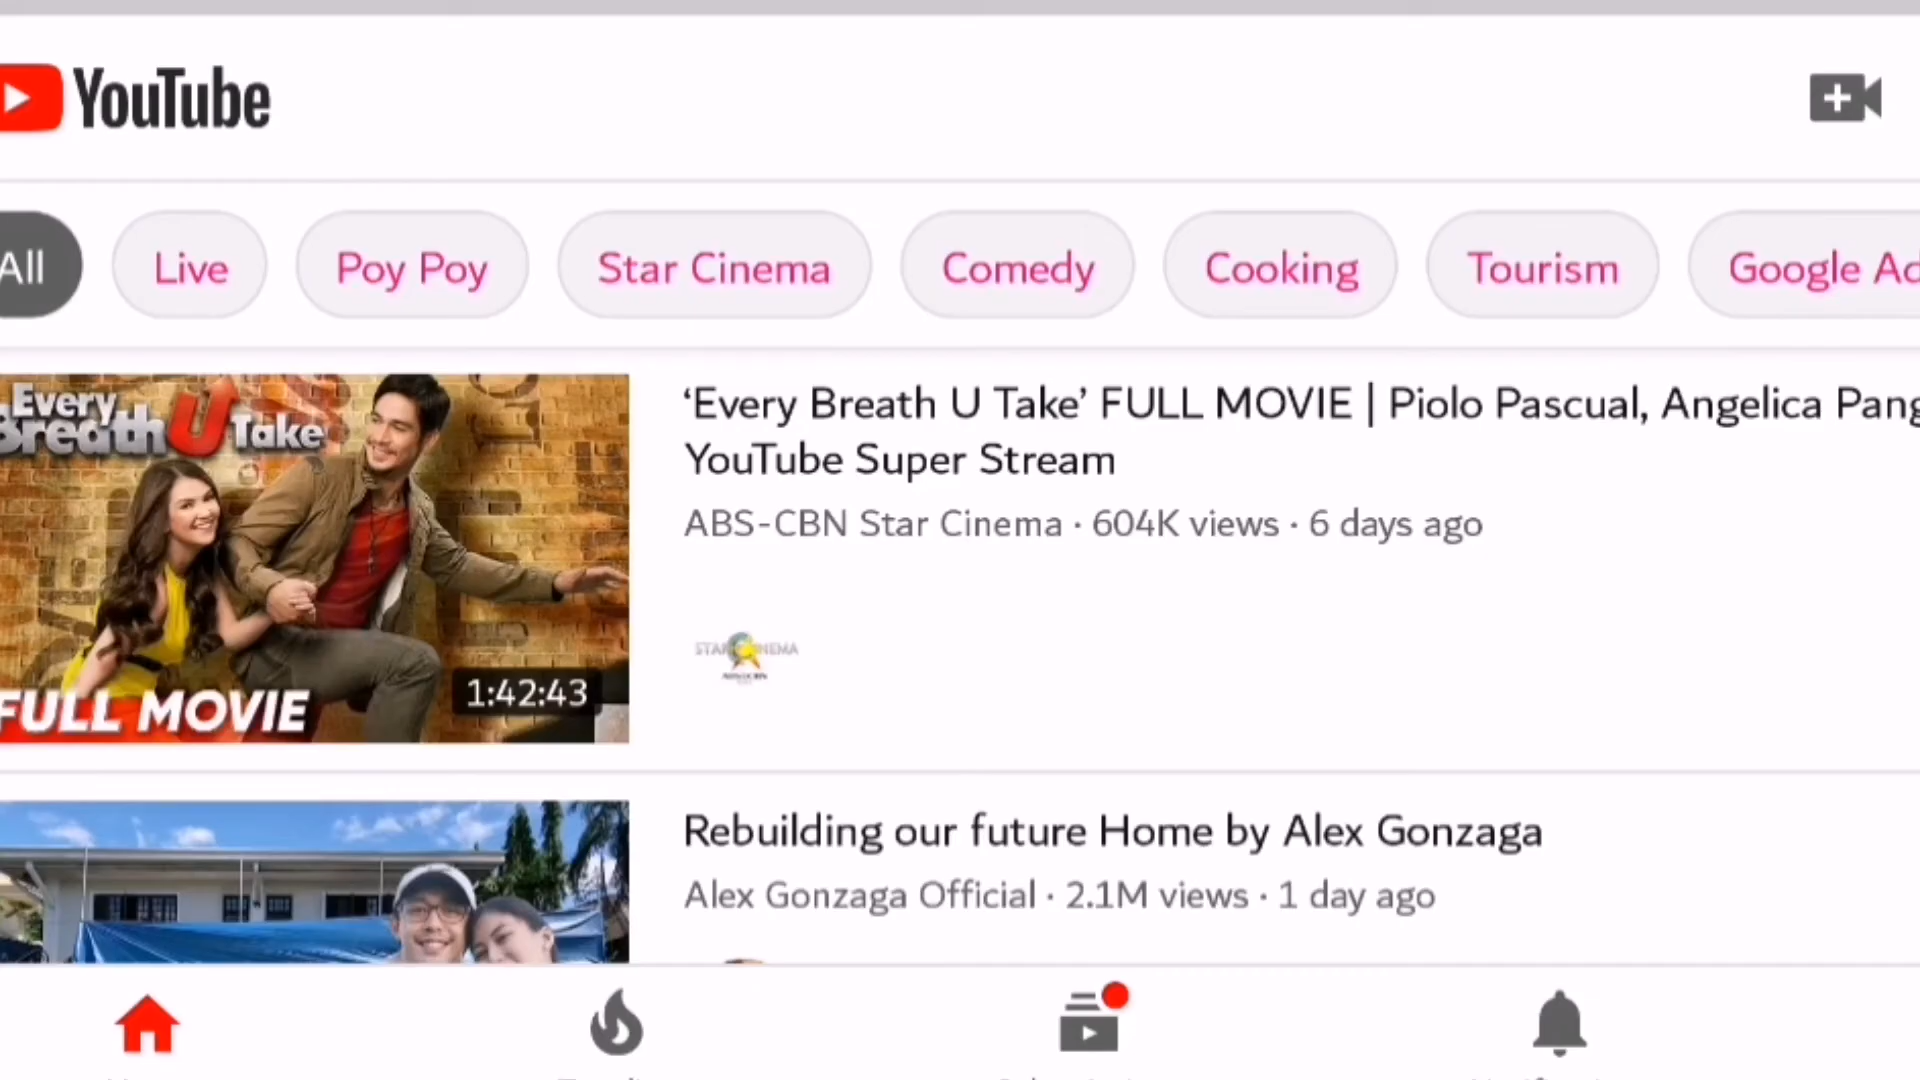 YouTube
All Live Poy Poy Star Cinema Comedy Cooking Tourism Google Ad
Every
Breath U Take
FULL MOVIE
1:42:43
‘Every Breath U Take’ FULL MOVIE | Piolo Pascual, Angelica Pang
YouTube Super Stream
ABS-CBN Star Cinema · 604K views · 6 days ago
STAR CINEMA
Rebuilding our future Home by Alex Gonzaga
Alex Gonzaga Official · 2.1M views · 1 day ago